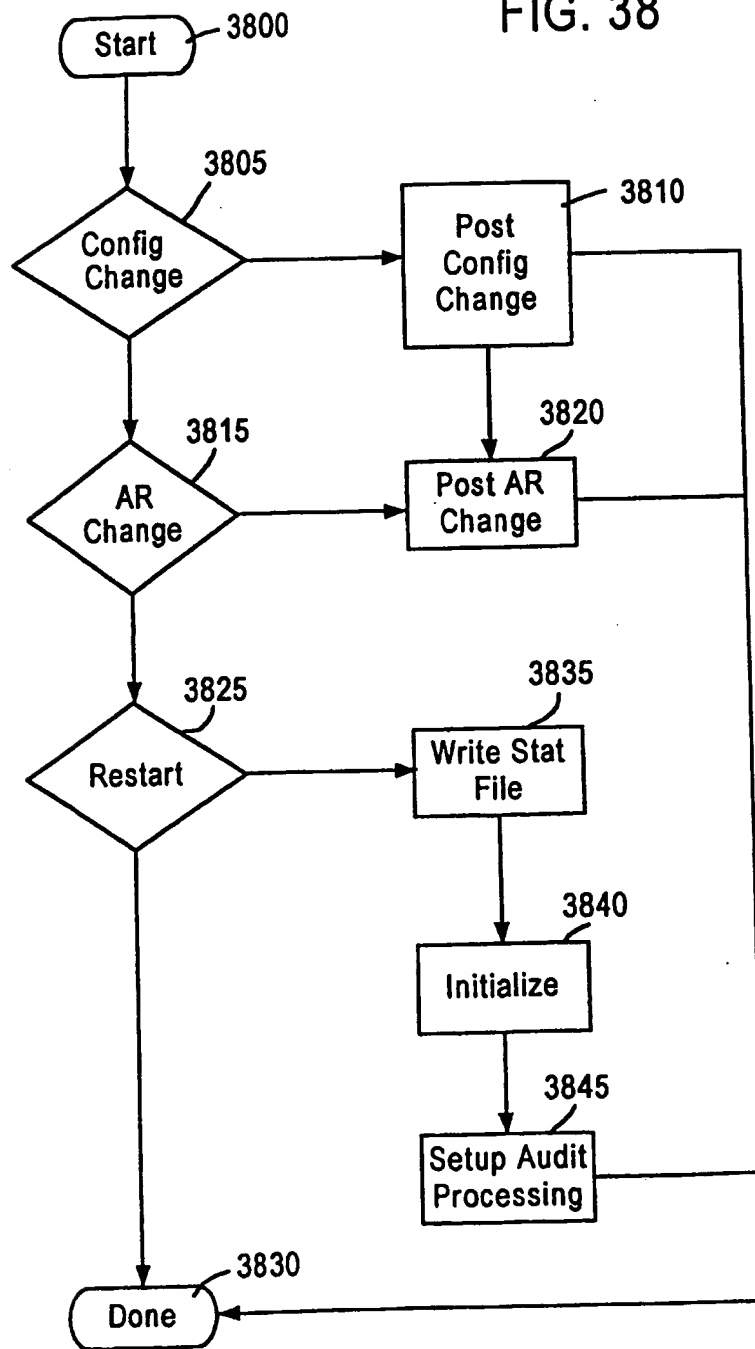 FIG. 38
Start
3800
3805
Config
Change
3810
Post
Config
Change
3815
AR
Change
3820
Post AR
Change
3825
Restart
3835
Write Stat
File
3840
Initialize
3845
Setup Audit
Processing
3830
Done